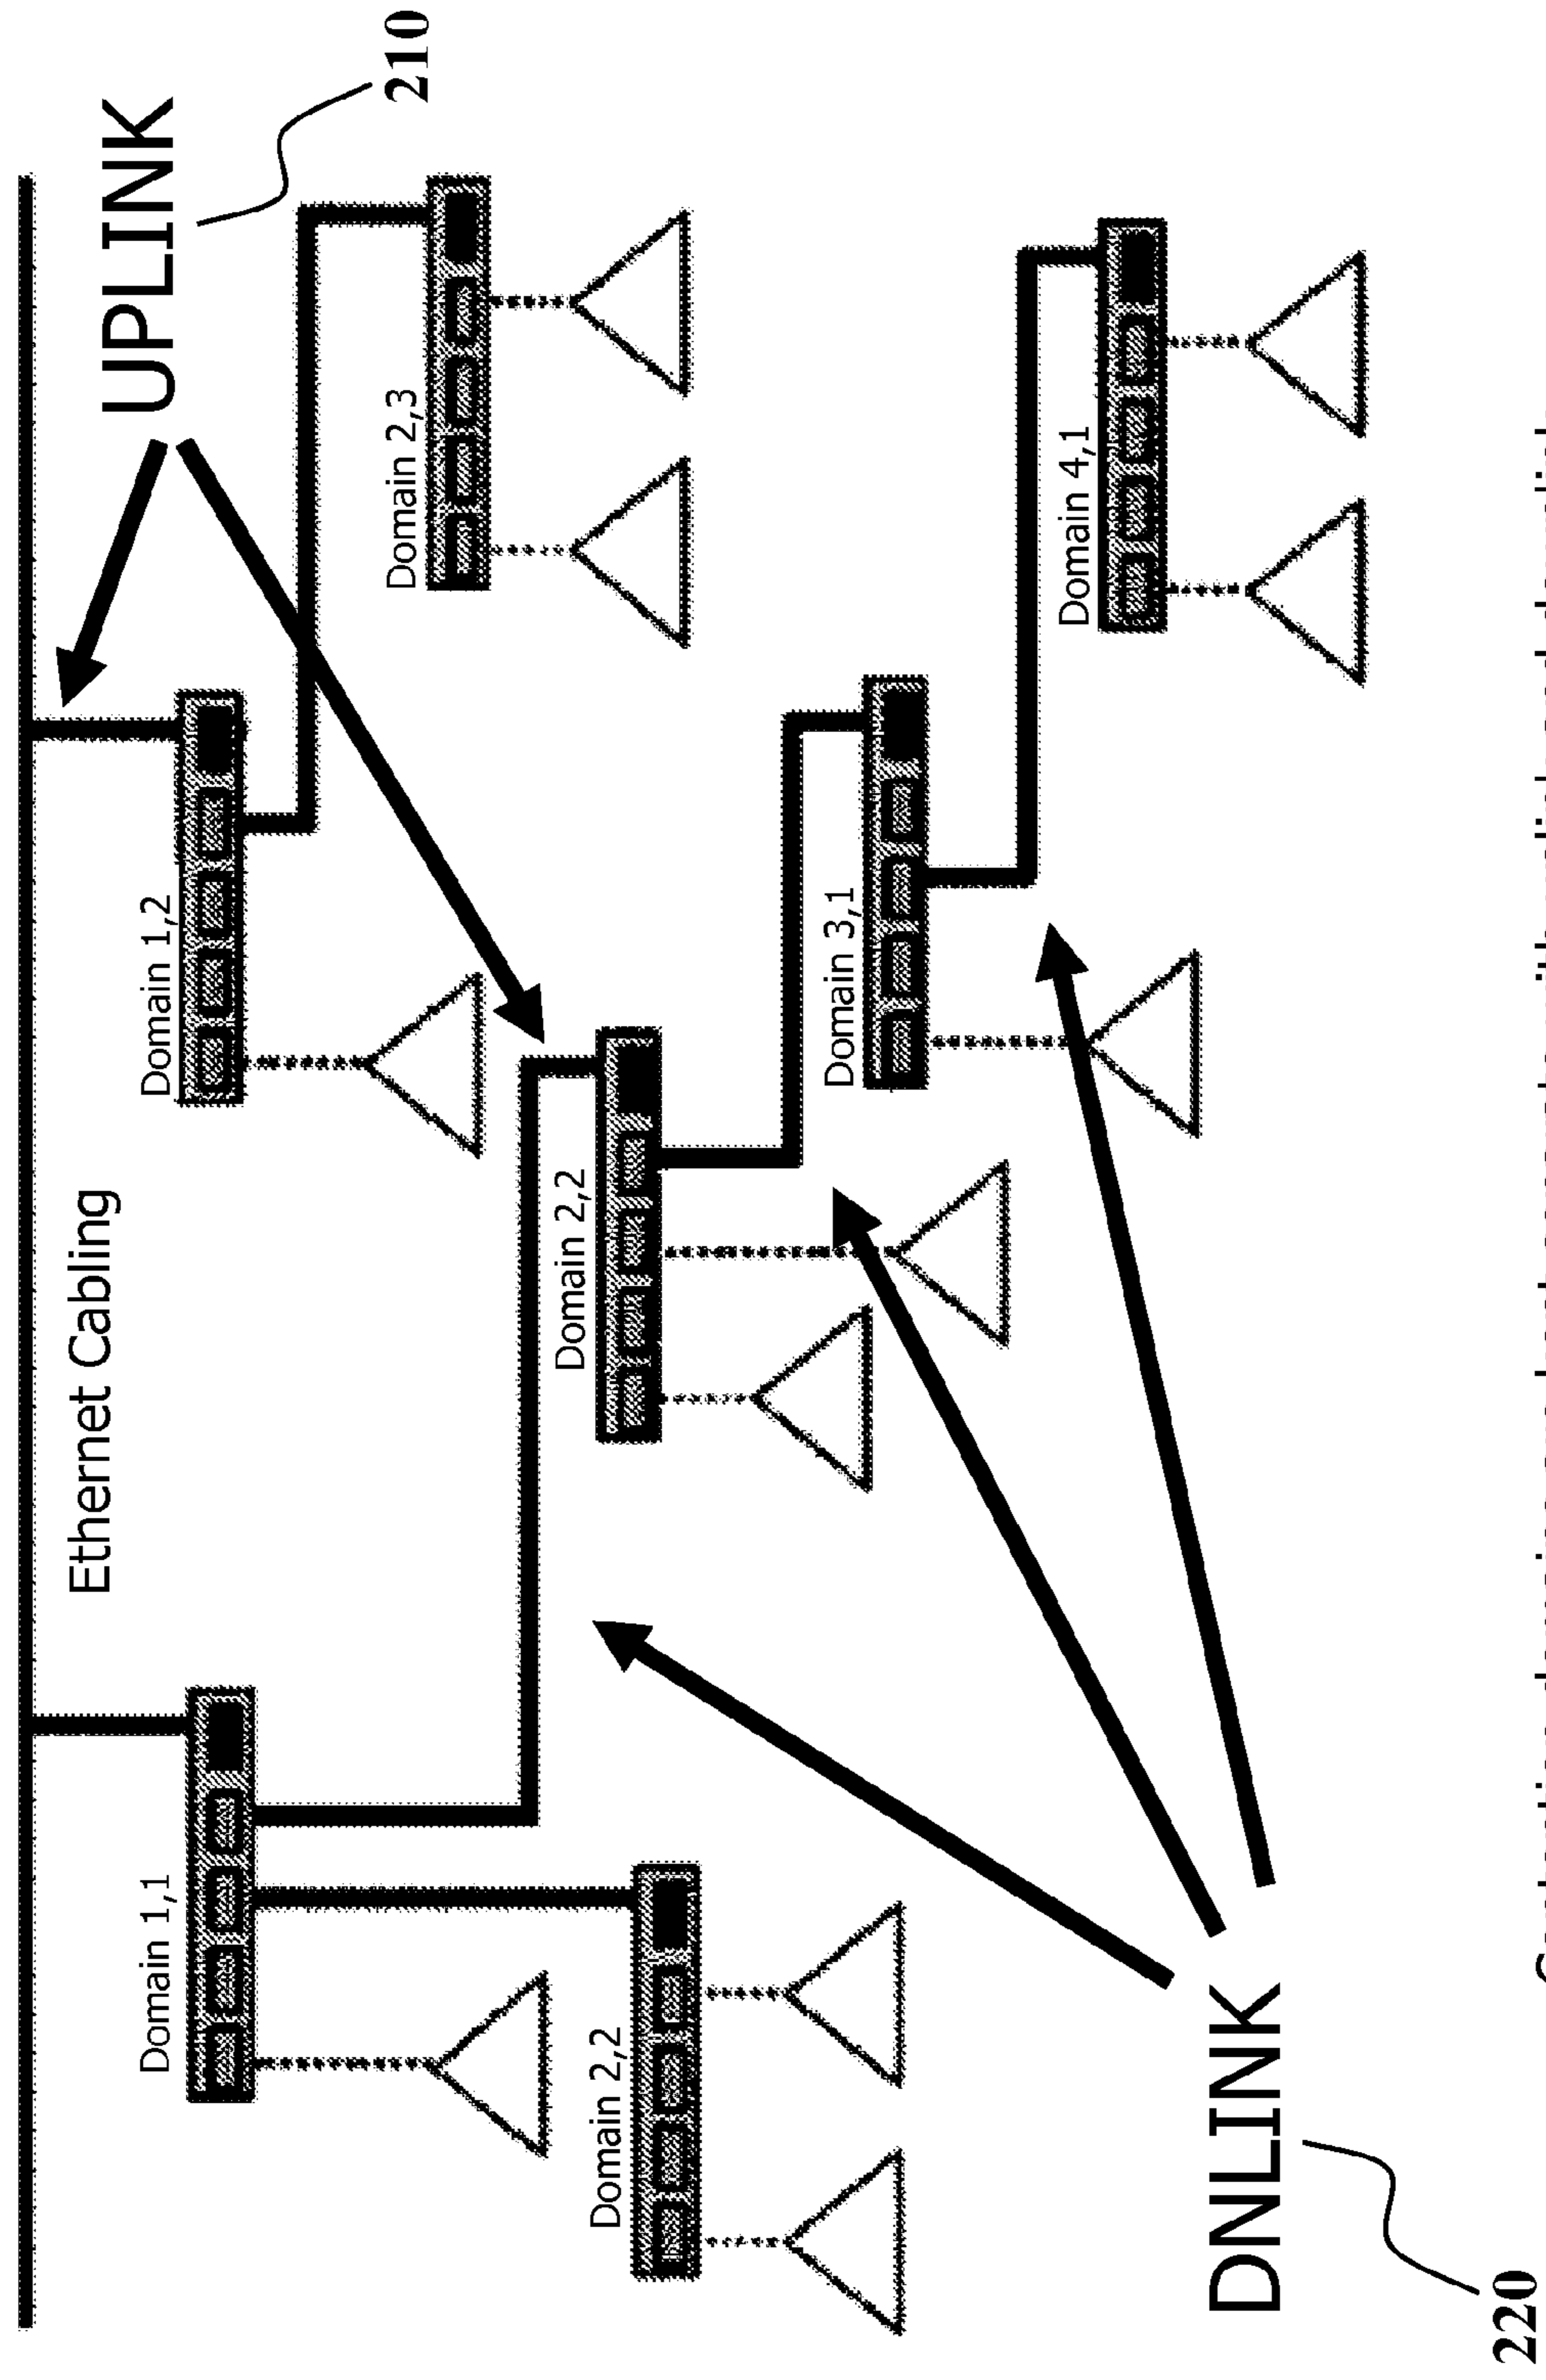 Ethernet Cabling
UPLINK
210
Domain 1,1
Domain 1,2
Domain 2,3
Domain 2,2
Domain 2,2
Domain 3,1
Domain 4,1
DNLINK
220